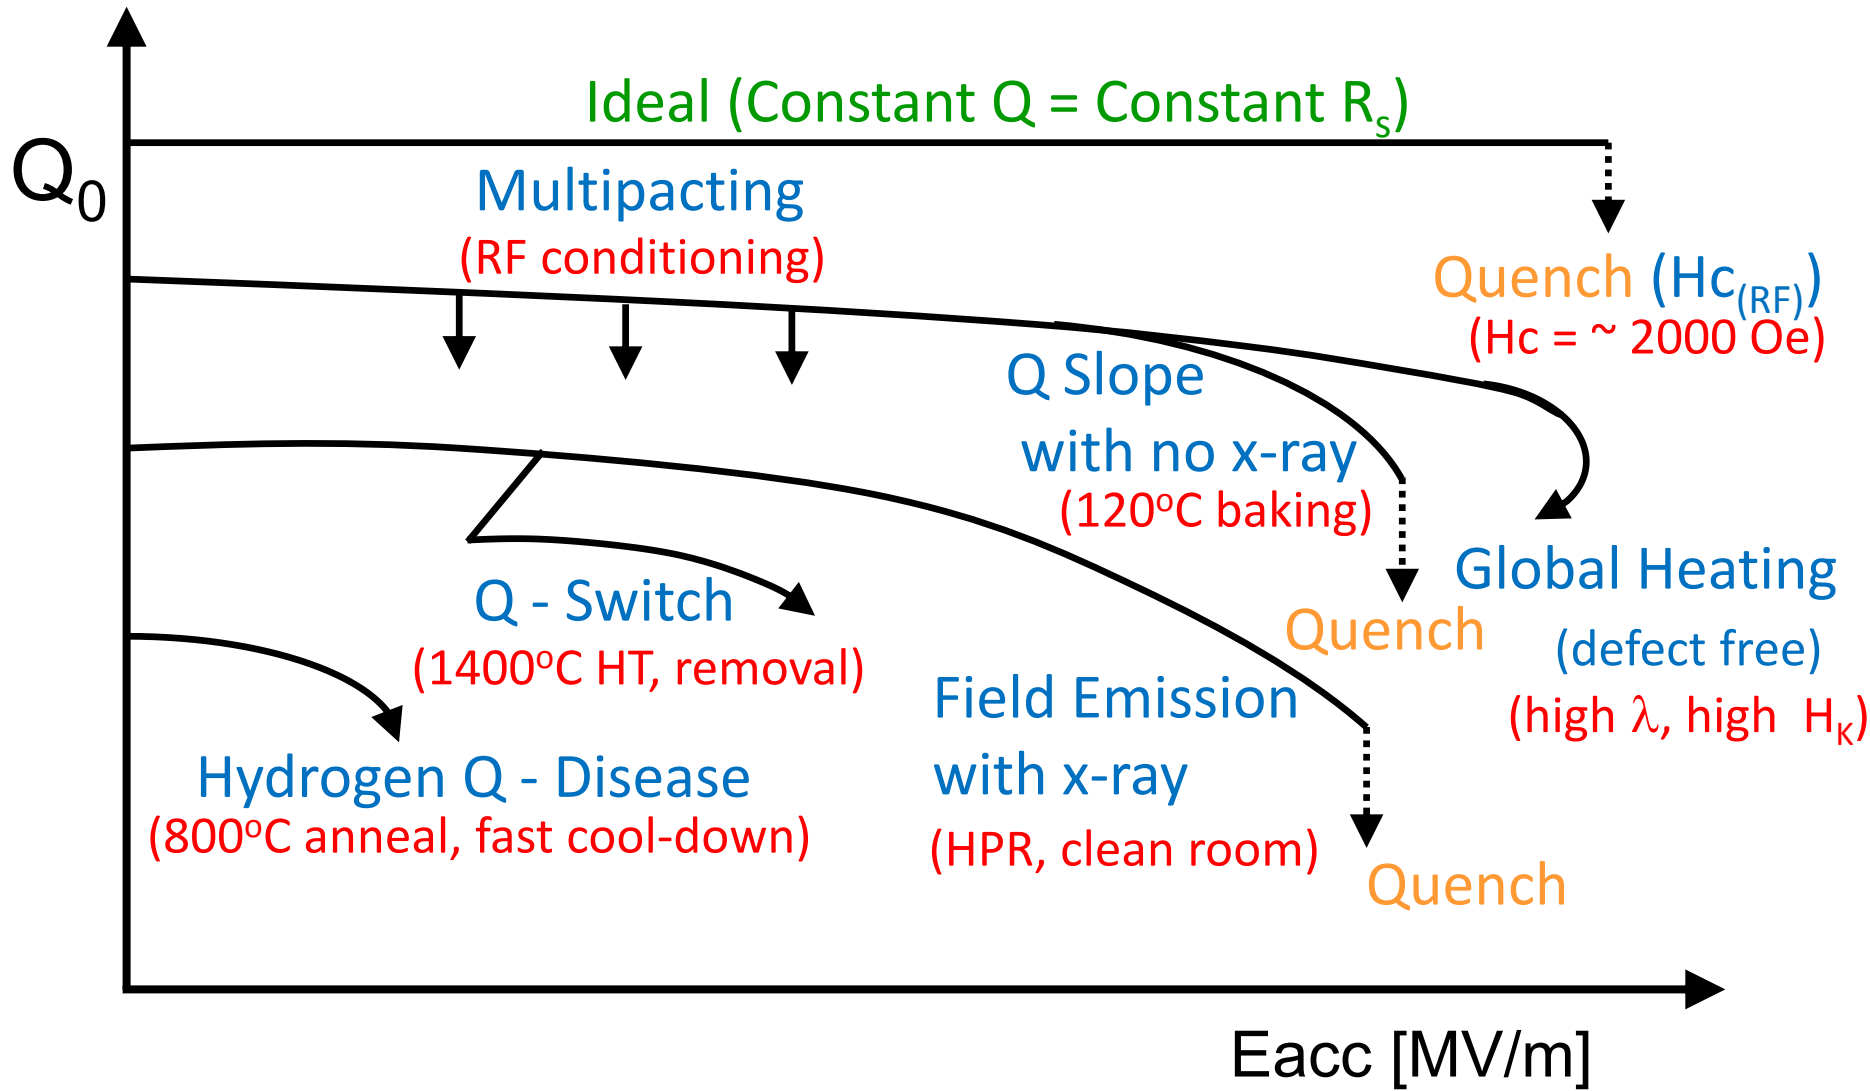 Ideal (Constant Q = Constant Rs)
Q0
Multipacting
(RF conditioning)
Quench (Hc(RF))
(Hc = ~ 2000 Oe)
Q Slope
with no x-ray
(120oC baking)
Quench
Global Heating
(defect free)
(high λ, high HK)
Q - Switch
(1400oC HT, removal)
Field Emission
with x-ray
(HPR, clean room)
Quench
Hydrogen Q - Disease
(800oC anneal, fast cool-down)
Eacc [MV/m]